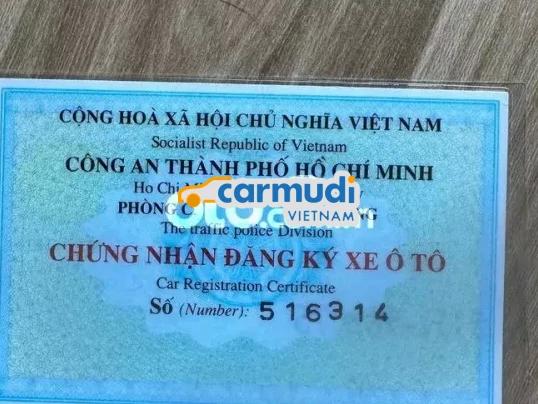 CỘNG HOÀ XÃ HỘI CHỦ NGHĨA VIỆT NAM
Socialist Republic of Vietnam
CÔNG AN THÀNH PHỐ HỒ CHÍ MINH
Ho Chi
carmudi
VIETNAM
PHÒNG
The traffic police Division
CHỨNG NHẬN ĐĂNG KÝ XE Ô TÔ
Car Registration Certificate
Số (Number): 516314